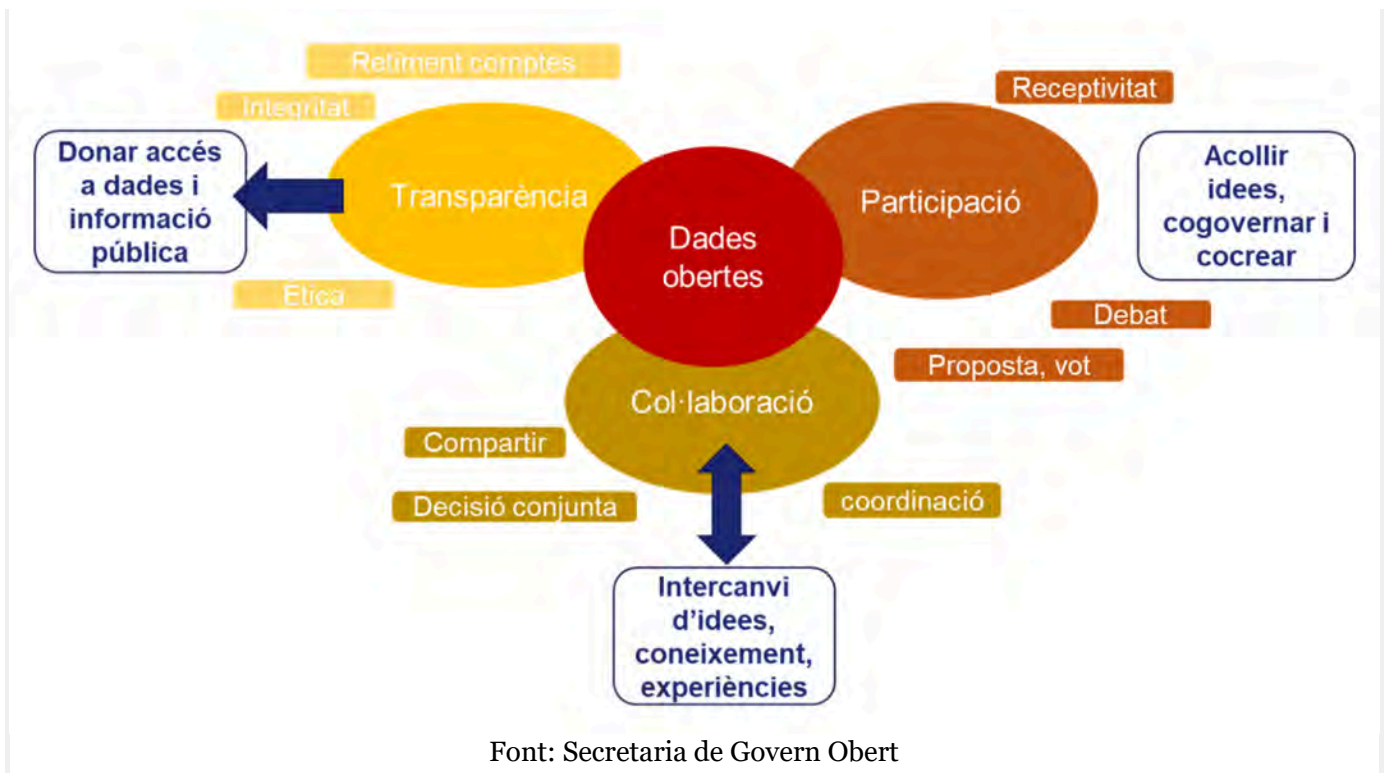 Retiment comptes
Integritat
Donar accés
a dades i
informació
pública
Transparència
Ètica
Dades
obertes
Receptivitat
Participació
Acollir
idees,
cogovernar i
cocrear
Debat
Proposta, vot
Col·laboració
Compartir
Decisió conjunta
coordinació
Intercanvi
d'idees,
coneixement,
experiències
Font: Secretaria de Govern Obert